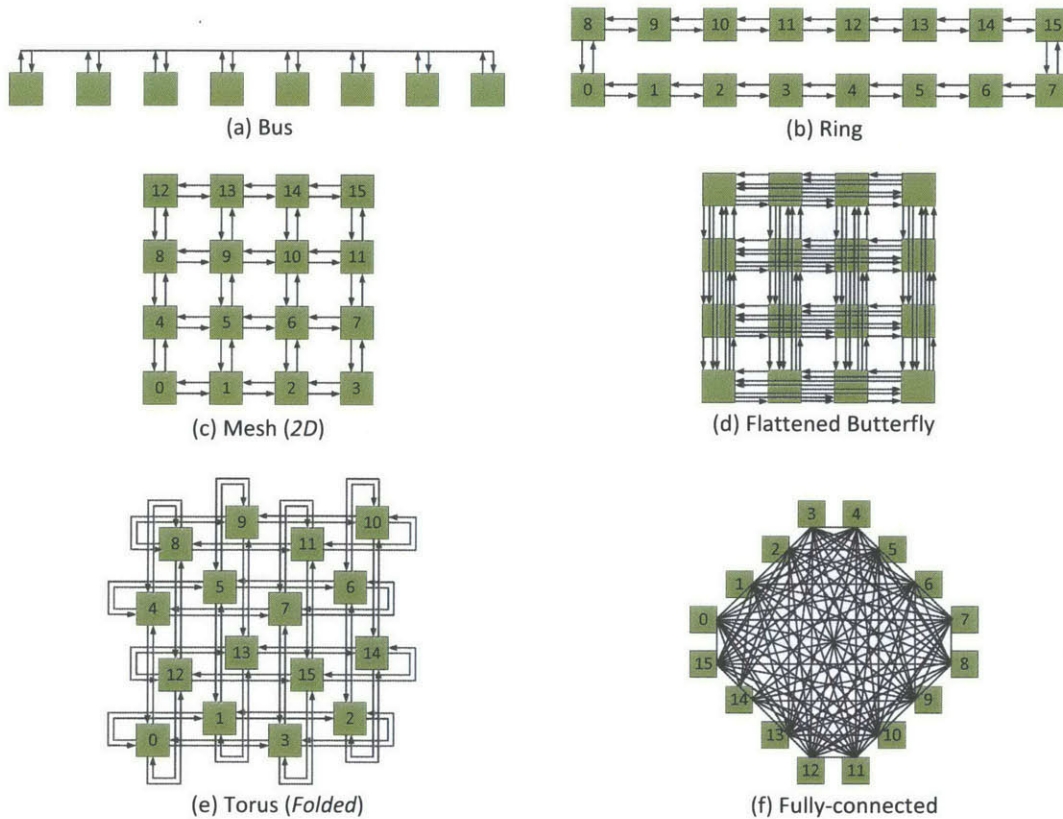 (a) Bus
8 9 10 11 12 13 14 15
0 1 2 3 4 5 6 7
(b) Ring
12 13 14 15
8 9 10 11
4 5 6 7
0 1 2 3
(c) Mesh (2D)
(d) Flattened Butterfly
9 10
8 11
5 6
4 7
13 14
12 15
1 2
0 3
(e) Torus (Folded)
3 4
2 5
1 6
0 7
15 8
14 9
13 10
12 11
(f) Fully-connected